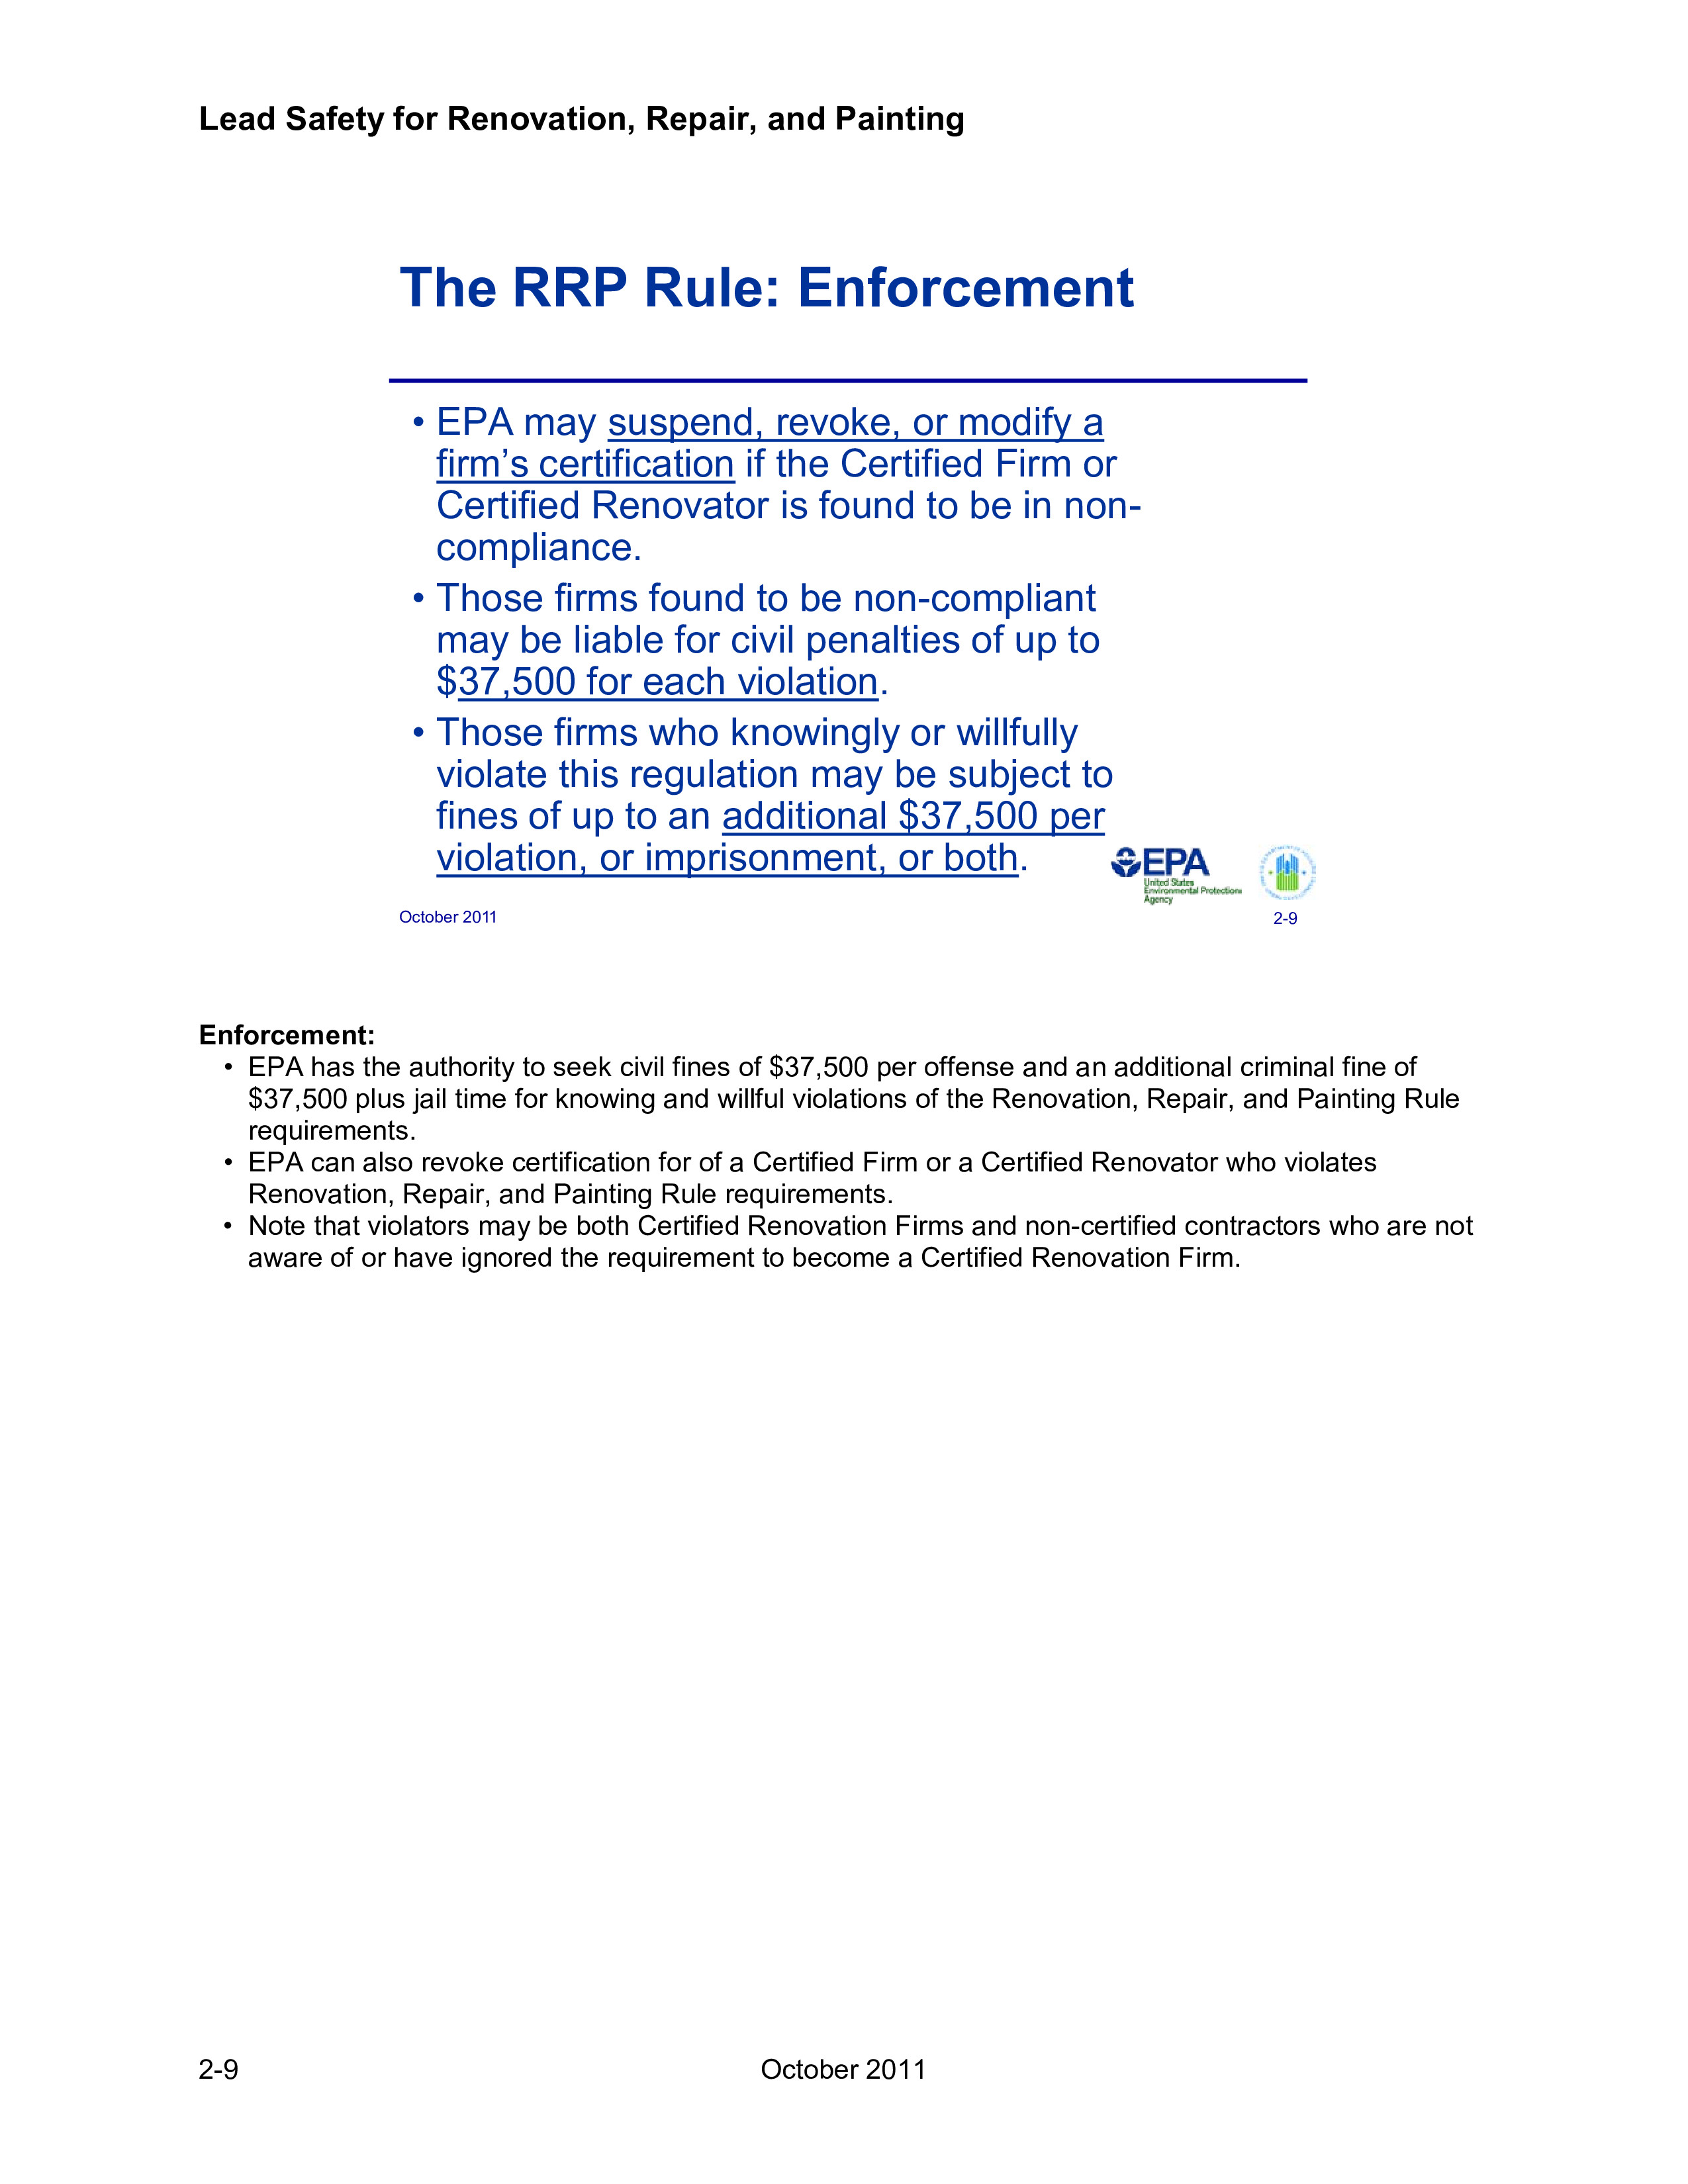 Lead Safety for Renovation, Repair, and Painting
The RRP Rule: Enforcement
• EPA may suspend, revoke, or modify a
firm’s certification if the Certified Firm or
Certified Renovator is found to be in non-
compliance.
• Those firms found to be non-compliant
may be liable for civil penalties of up to
$37,500 for each violation.
• Those firms who knowingly or willfully
violate this regulation may be subject to
fines of up to an additional $37,500 per
violation, or imprisonment, or both.
EPA
United States
Environmental Protection
Agency
October 2011
2-9
Enforcement:
• EPA has the authority to seek civil fines of $37,500 per offense and an additional criminal fine of
$37,500 plus jail time for knowing and willful violations of the Renovation, Repair, and Painting Rule
requirements.
• EPA can also revoke certification for of a Certified Firm or a Certified Renovator who violates
Renovation, Repair, and Painting Rule requirements.
• Note that violators may be both Certified Renovation Firms and non-certified contractors who are not
aware of or have ignored the requirement to become a Certified Renovation Firm.
2-9
October 2011